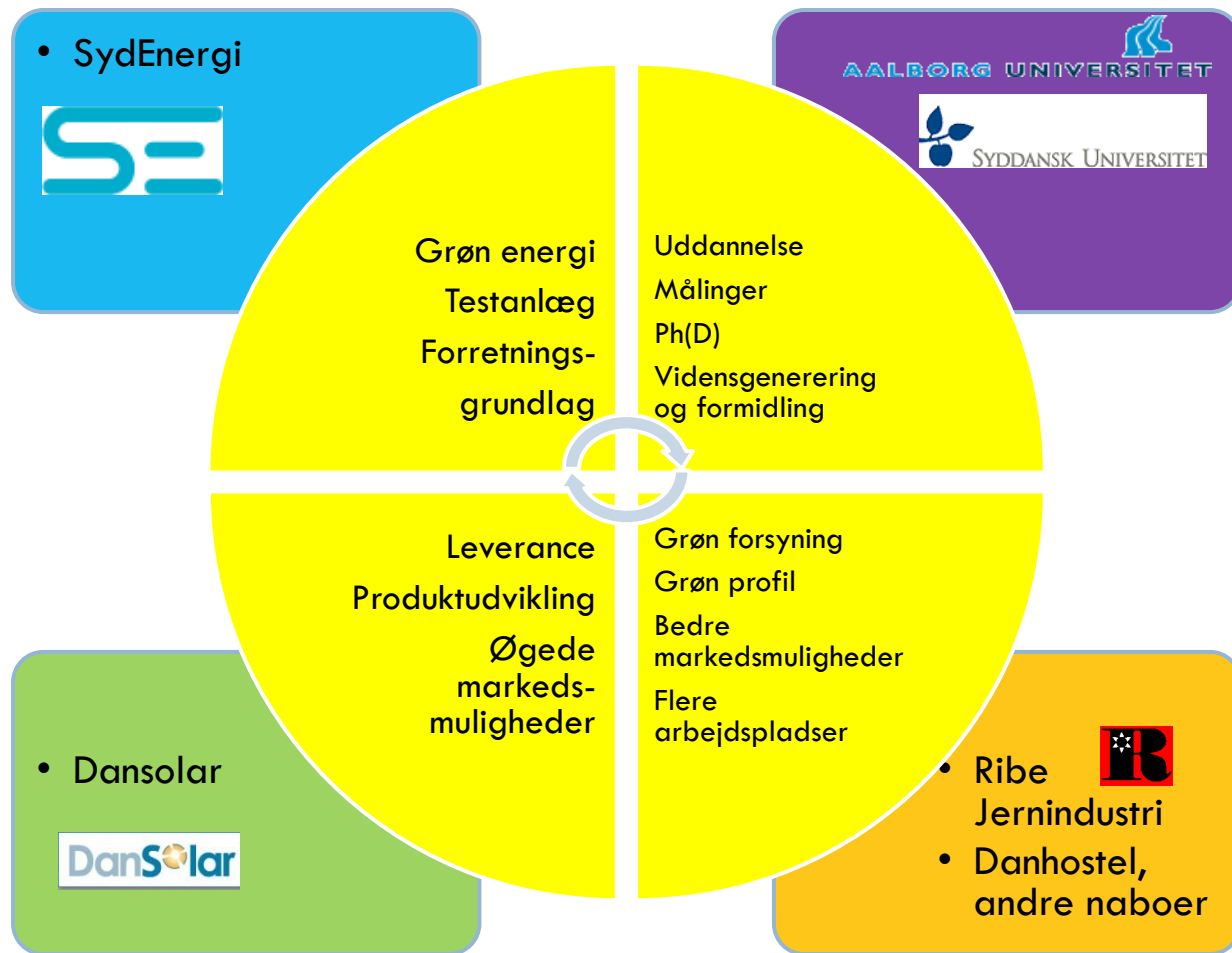 • SydEnergi
SE
AALBORG UNIVERSITET
SYDDANSK UNIVERSITET
Grøn energi
Testanlæg
Forretnings-
grundlag
Uddannelse
Målinger
Ph(D)
Vidensgenerering
og formidling
Leverance
Produktudvikling
Øgede
markeds-
muligheder
Grøn forsyning
Grøn profil
Bedre
markedsmuligheder
Flere
arbejdspladser
• Dansolar
DanSolar
• Ribe
Jernindustri
R
• Danhostel,
andre naboer